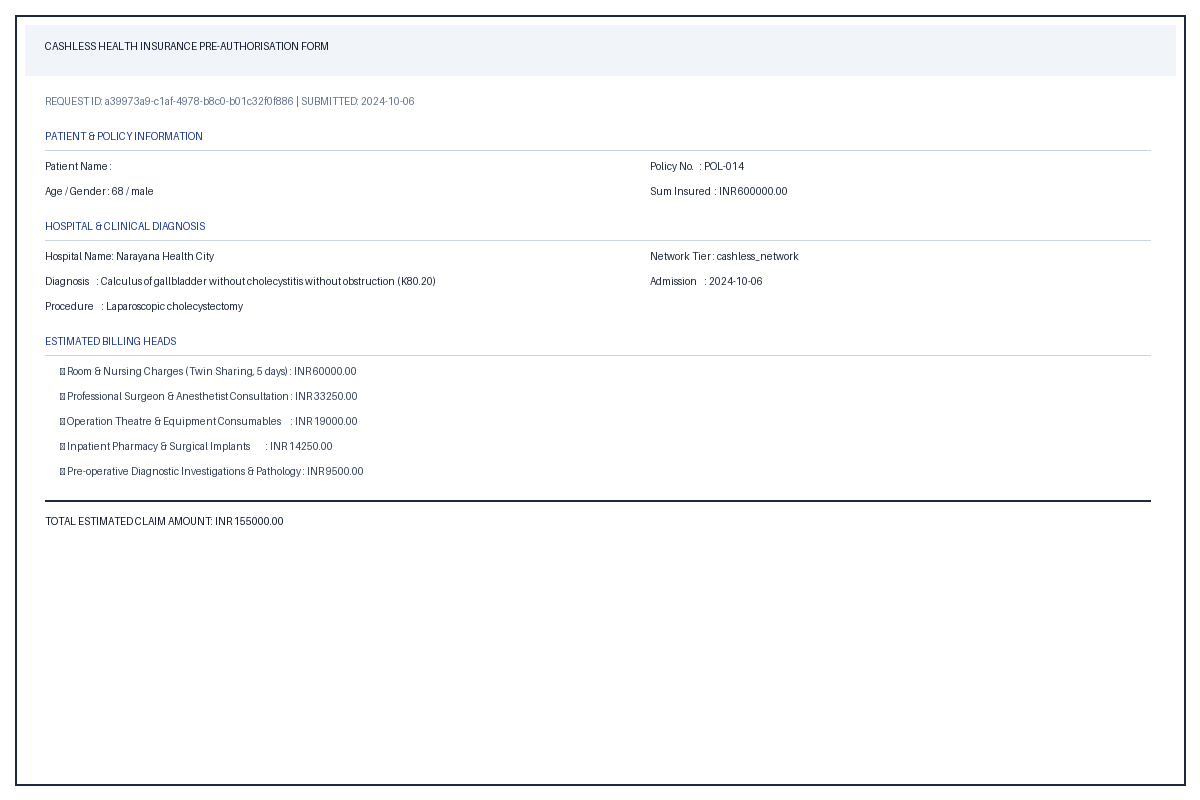 CASHLESS HEALTH INSURANCE PRE-AUTHORISATION FORM
REQUEST ID: a39973a9-c1af-4978-b8c0-b01c32f0f886 | SUBMITTED: 2024-10-06
PATIENT & POLICY INFORMATION
Patient Name :
Policy No. : POL-014
Age / Gender : 68 / male
Sum Insured : INR 600000.00
HOSPITAL & CLINICAL DIAGNOSIS
Hospital Name: Narayana Health City
Network Tier : cashless_network
Diagnosis : Calculus of gallbladder without cholecystitis without obstruction (K80.20)
Admission : 2024-10-06
Procedure : Laparoscopic cholecystectomy
ESTIMATED BILLING HEADS
Room & Nursing Charges (Twin Sharing, 5 days) : INR 60000.00
Professional Surgeon & Anesthetist Consultation : INR 33250.00
Operation Theatre & Equipment Consumables : INR 19000.00
Inpatient Pharmacy & Surgical Implants : INR 14250.00
Pre-operative Diagnostic Investigations & Pathology : INR 9500.00
TOTAL ESTIMATED CLAIM AMOUNT: INR 155000.00